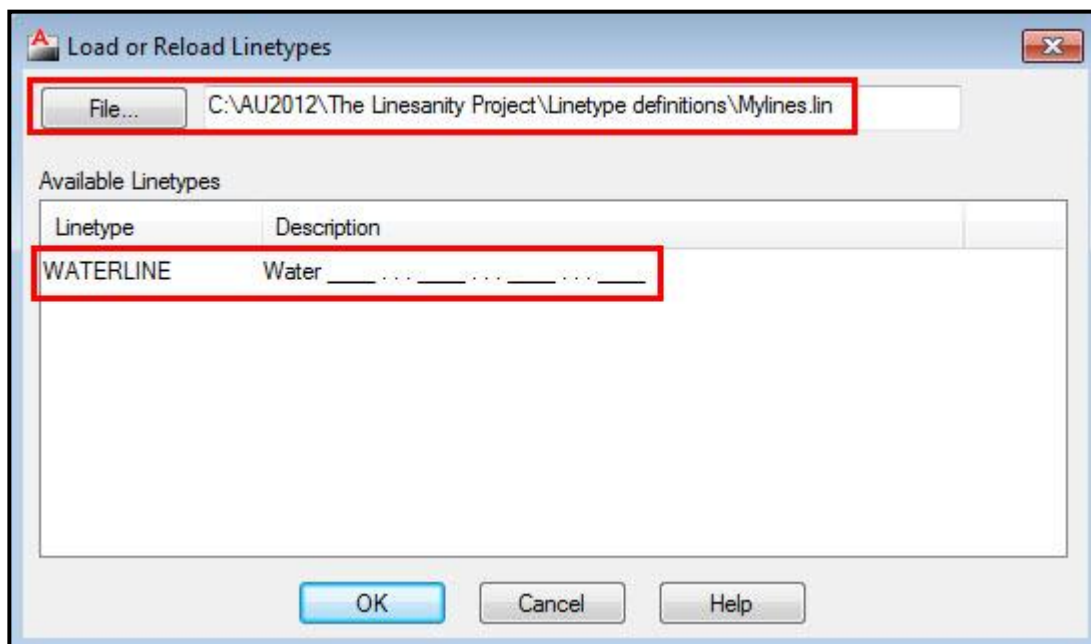 Load or Reload Linetypes
File... C:\AU2012\The Linesanity Project\Linetype definitions\Mylines.lin
Available Linetypes
Linetype Description
WATERLINE Water ____ . . . ____ . . . ____ . . . ____
OK Cancel Help